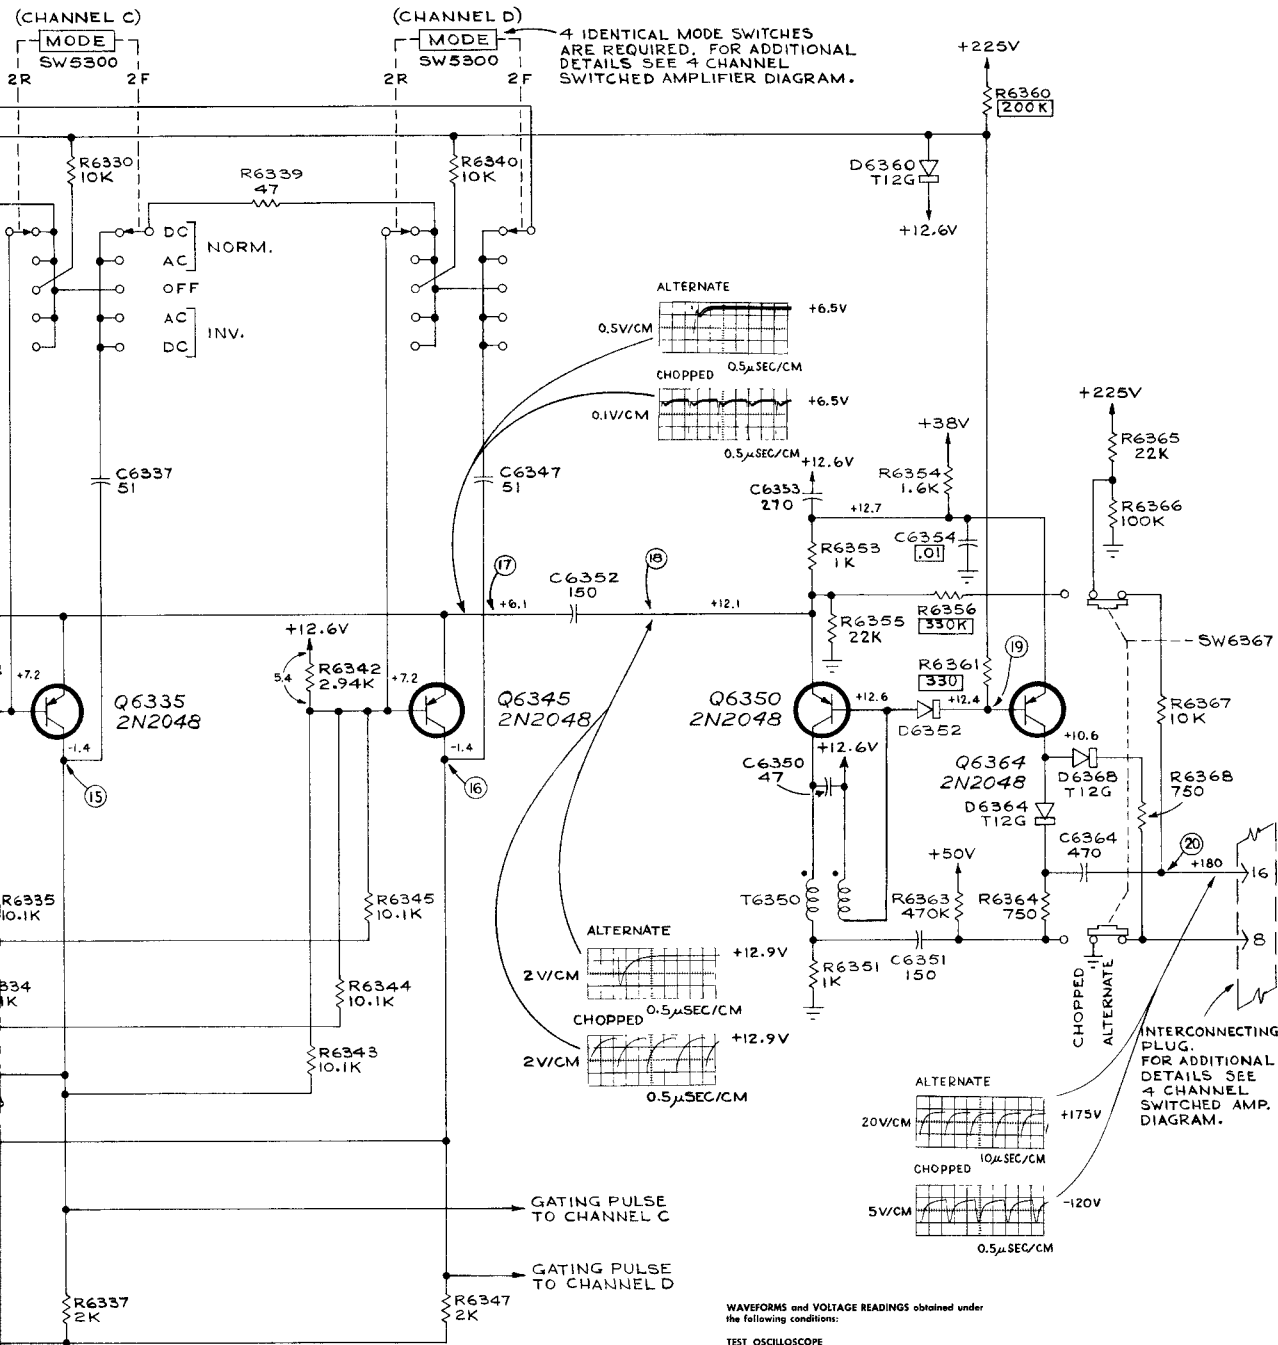 (CHANNEL C)
MODE
SW5300
2R
2F
(CHANNEL D)
MODE
SW5300
2R
2F
4 IDENTICAL MODE SWITCHES
ARE REQUIRED. FOR ADDITIONAL
DETAILS SEE 4 CHANNEL
SWITCHED AMPLIFIER DIAGRAM.
+225V
R6360
200K
R6330
10K
R6339
47
R6340
10K
D6360
T12G
+12.6V
DC
AC
NORM.
OFF
AC
DC
INV.
ALTERNATE
0.5V/CM
+6.5V
0.5µSEC/CM
CHOPPED
0.1V/CM
+6.5V
0.5µSEC/CM
+225V
R6365
22K
R6366
100K
+38V
R6354
1.6K
+12.6V
C6353
270
+12.7
C6354
.01
R6353
1K
C6337
51
C6347
51
17
+6.1
C6352
150
18
+12.1
R6355
22K
R6356
330K
SW6367
+12.6V
5.4
R6342
2.94K
+7.2
+7.2
Q6335
2N2048
Q6345
2N2048
Q6350
2N2048
+12.6
D6352
R6361
330
19
+12.4
R6367
10K
-1.4
15
-1.4
16
+12.6V
C6350
47
Q6364
2N2048
+10.6
D6368
T12G
R6368
750
D6364
T12G
C6364
470
20
+180
16
8
+50V
T6350
R6363
470K
R6364
750
R6351
1K
C6351
150
R6335
10.1K
R6345
10.1K
R6344
10.1K
R6343
10.1K
334
1K
ALTERNATE
2V/CM
+12.9V
0.5µSEC/CM
CHOPPED
2V/CM
+12.9V
0.5µSEC/CM
CHOPPED
ALTERNATE
INTERCONNECTING
PLUG.
FOR ADDITIONAL
DETAILS SEE
4 CHANNEL
SWITCHED AMP.
DIAGRAM.
ALTERNATE
20V/CM
+175V
10µSEC/CM
CHOPPED
5V/CM
-120V
0.5µSEC/CM
GATING PULSE
TO CHANNEL C
GATING PULSE
TO CHANNEL D
R6337
2K
R6347
2K
WAVEFORMS and VOLTAGE READINGS obtained under
the following conditions:
TEST OSCILLOSCOPE